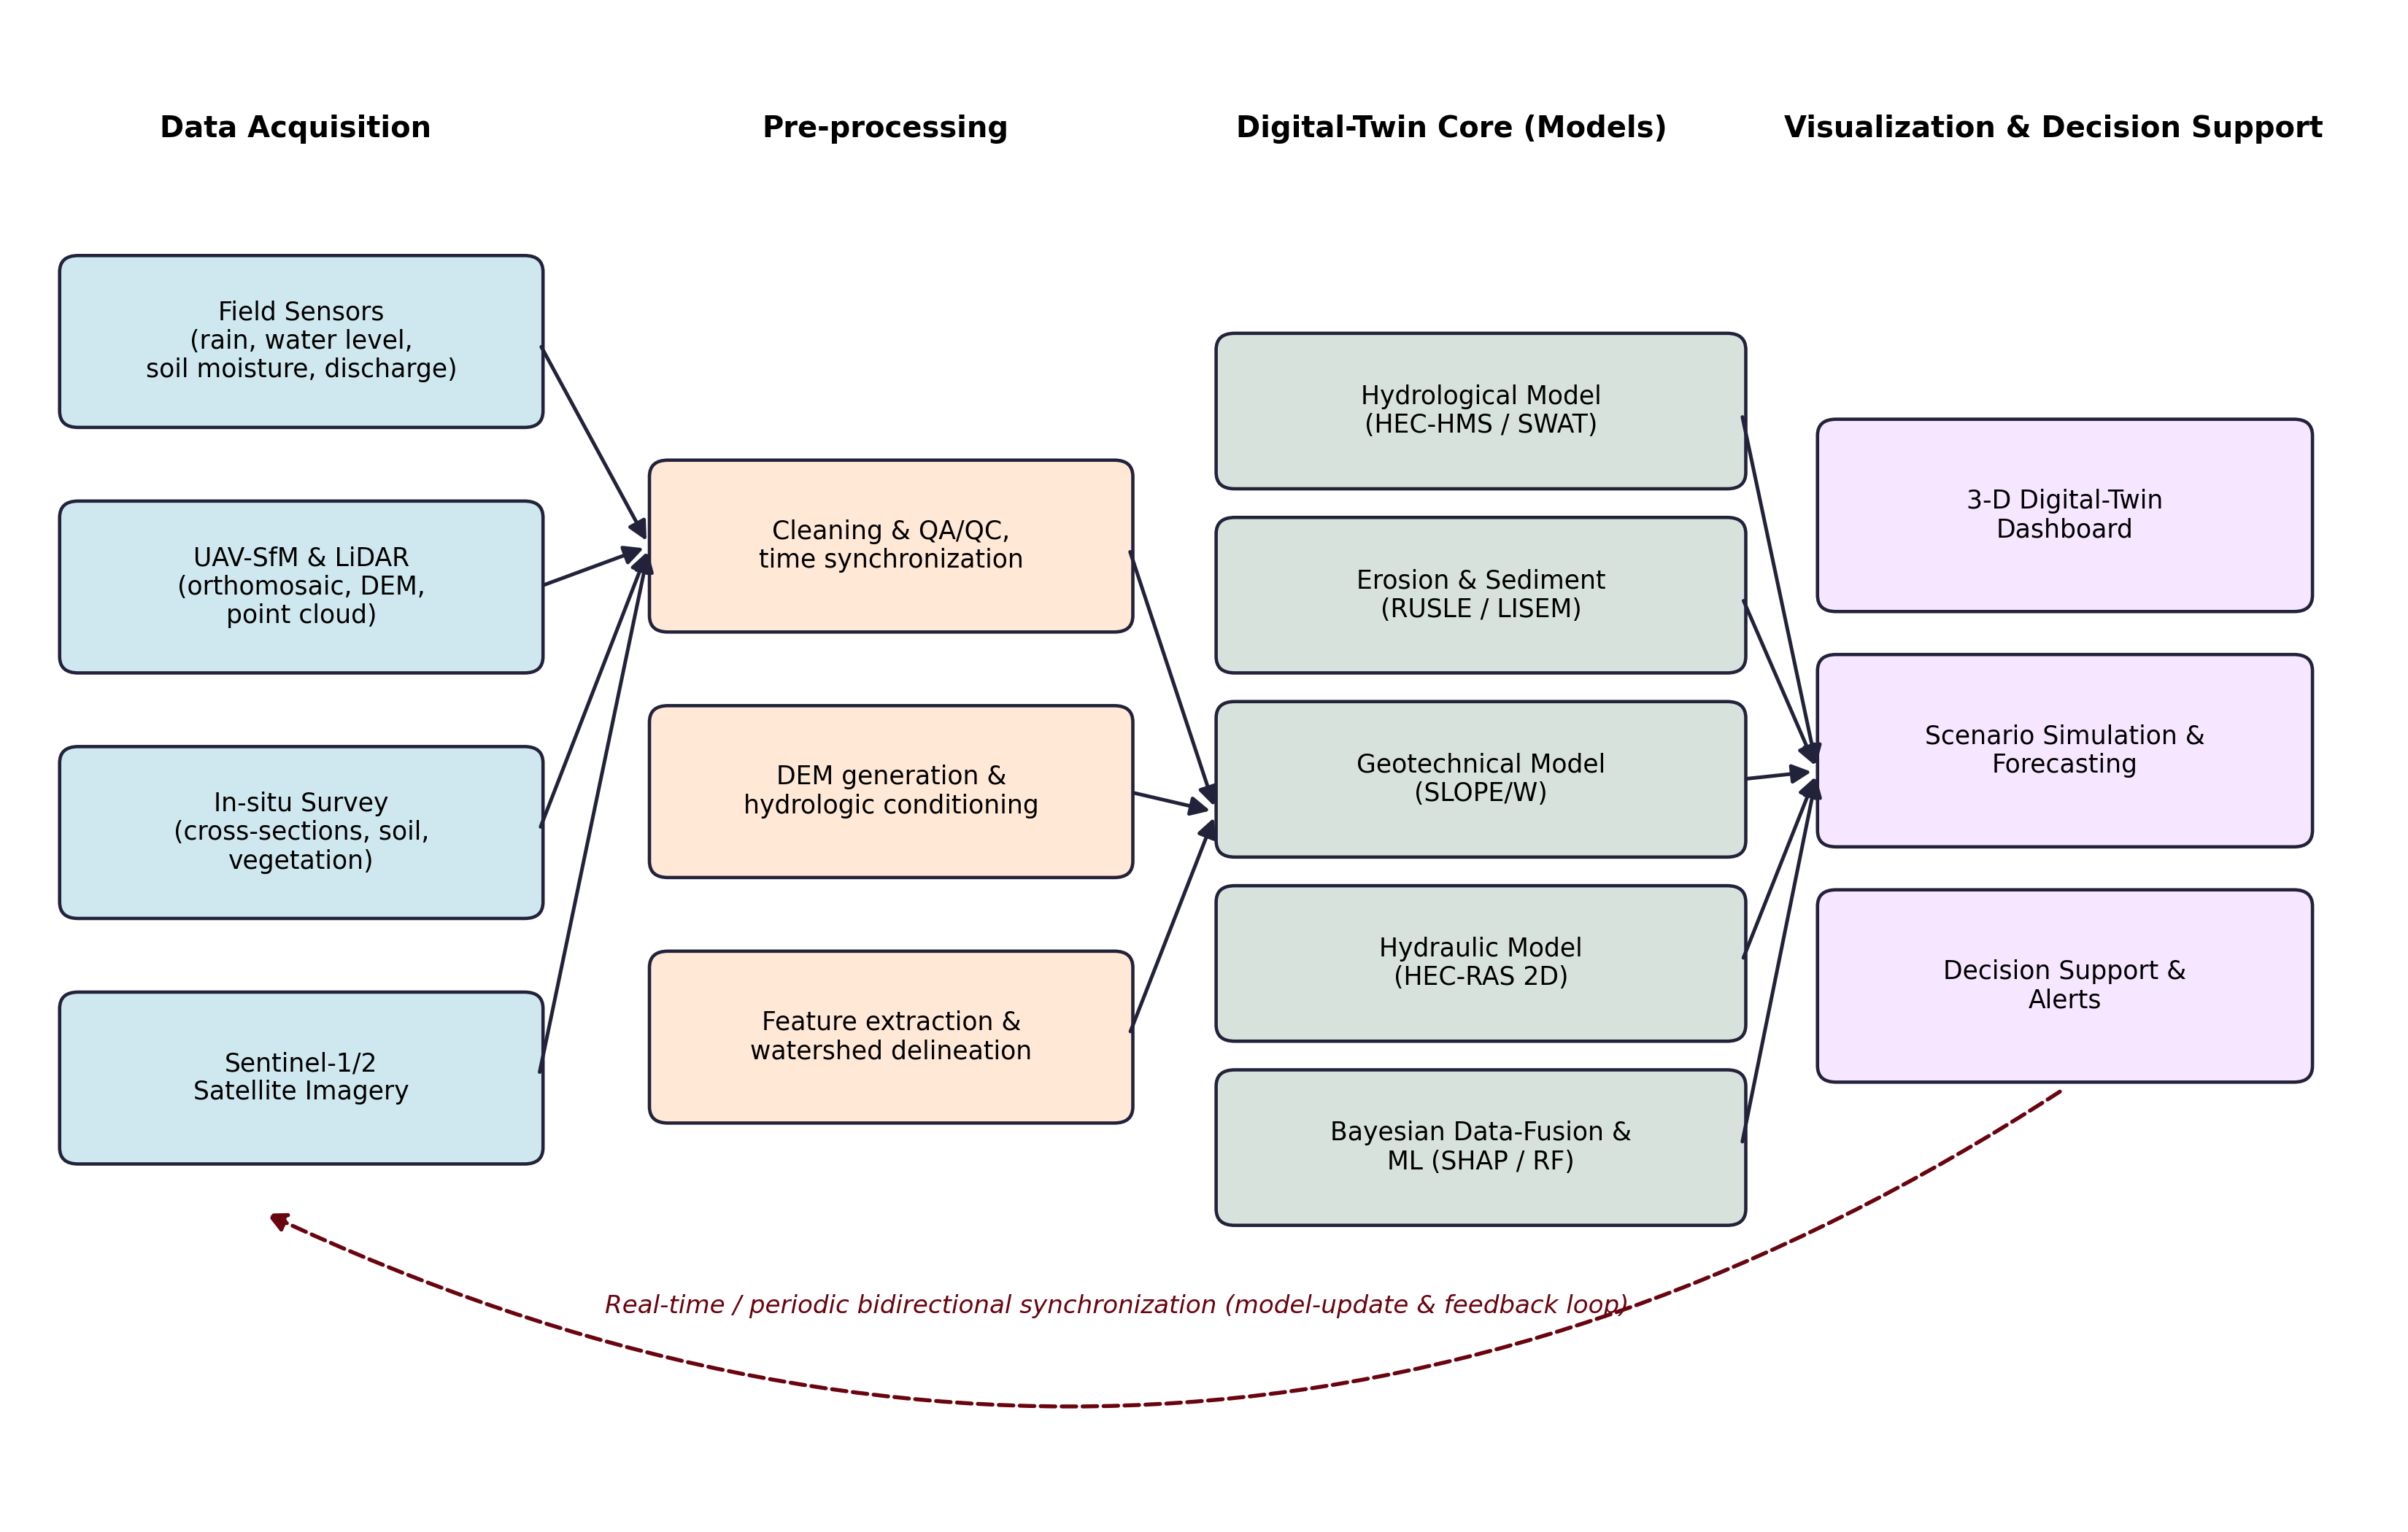 Data Acquisition
Pre-processing
Digital-Twin Core (Models)
Visualization & Decision Support
Field Sensors
(rain, water level,
soil moisture, discharge)
UAV-SfM & LiDAR
(orthomosaic, DEM,
point cloud)
In-situ Survey
(cross-sections, soil,
vegetation)
Sentinel-1/2
Satellite Imagery
Cleaning & QA/QC,
time synchronization
DEM generation &
hydrologic conditioning
Feature extraction &
watershed delineation
Hydrological Model
(HEC-HMS / SWAT)
Erosion & Sediment
(RUSLE / LISEM)
Geotechnical Model
(SLOPE/W)
Hydraulic Model
(HEC-RAS 2D)
Bayesian Data-Fusion &
ML (SHAP / RF)
3-D Digital-Twin
Dashboard
Scenario Simulation &
Forecasting
Decision Support &
Alerts
Real-time / periodic bidirectional synchronization (model-update & feedback loop)